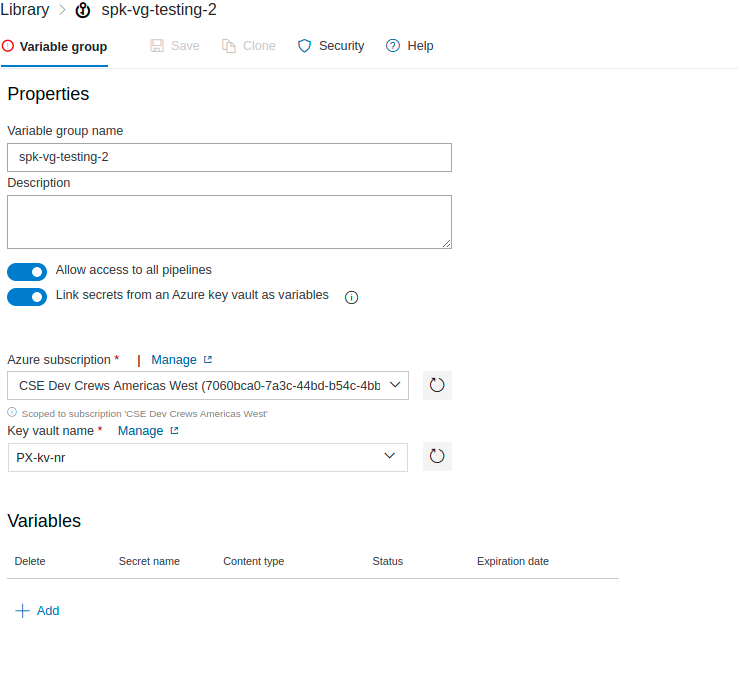 Library > spk-vg-testing-2
Variable group Save Clone Security Help
Properties
Variable group name
spk-vg-testing-2
Description
Allow access to all pipelines
Link secrets from an Azure key vault as variables
Azure subscription * | Manage
CSE Dev Crews Americas West (7060bca0-7a3c-44bd-b54c-4bb
Scoped to subscription 'CSE Dev Crews Americas West'
Key vault name * Manage
PX-kv-nr
Variables
Delete Secret name Content type Status Expiration date
+ Add